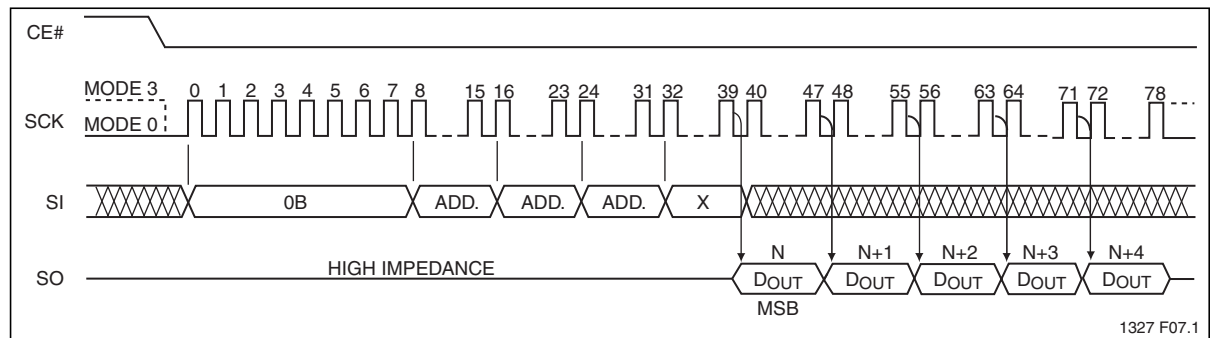 CE#
MODE 3
SCK
MODE 0
0 1 2 3 4 5 6 7 8 15 16 23 24 31 32 39 40 47 48 55 56 63 64 71 72 78
SI
0B
ADD.
ADD.
ADD.
X
N N+1 N+2 N+3 N+4
SO
HIGH IMPEDANCE
DOUT DOUT DOUT DOUT DOUT
MSB
1327 F07.1